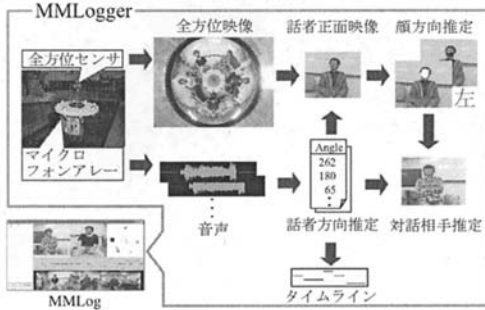 MMLogger
全方位映像
話者正面映像
顔方向推定
全方位センサ
左
マイクロ
フォンアレー
Angle
262
180
65
音声
話者方向推定
対話相手推定
MMLog
タイムライン